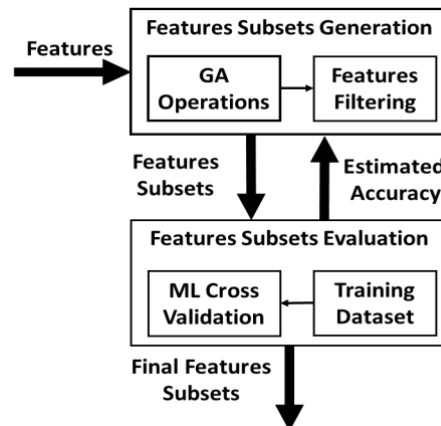 Features Subsets Generation
Features
GA
Operations
Features
Filtering
Features
Subsets
Estimated
Accuracy
Features Subsets Evaluation
ML Cross
Validation
Training
Dataset
Final Features
Subsets